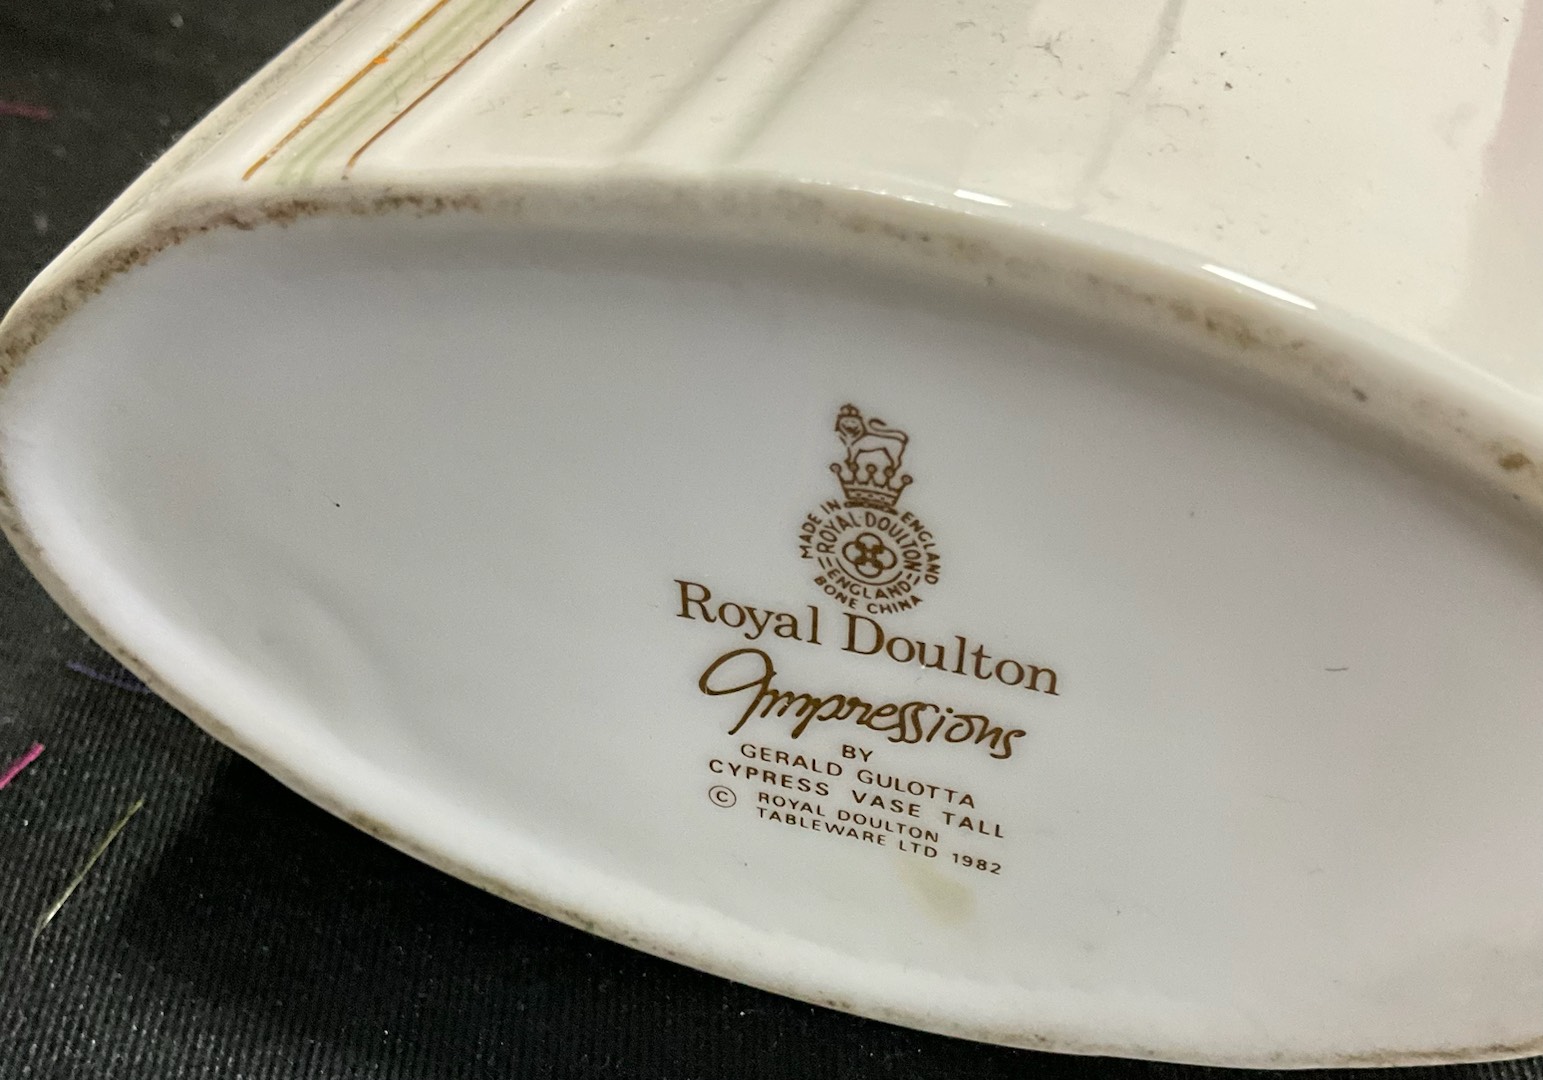 MADE IN ENGLAND
ROYAL DOULTON
ENGLAND
BONE CHINA
Royal Doulton
Impressions
BY
GERALD GULOTTA
CYPRESS VASE TALL
© ROYAL DOULTON
TABLEWARE LTD 1982